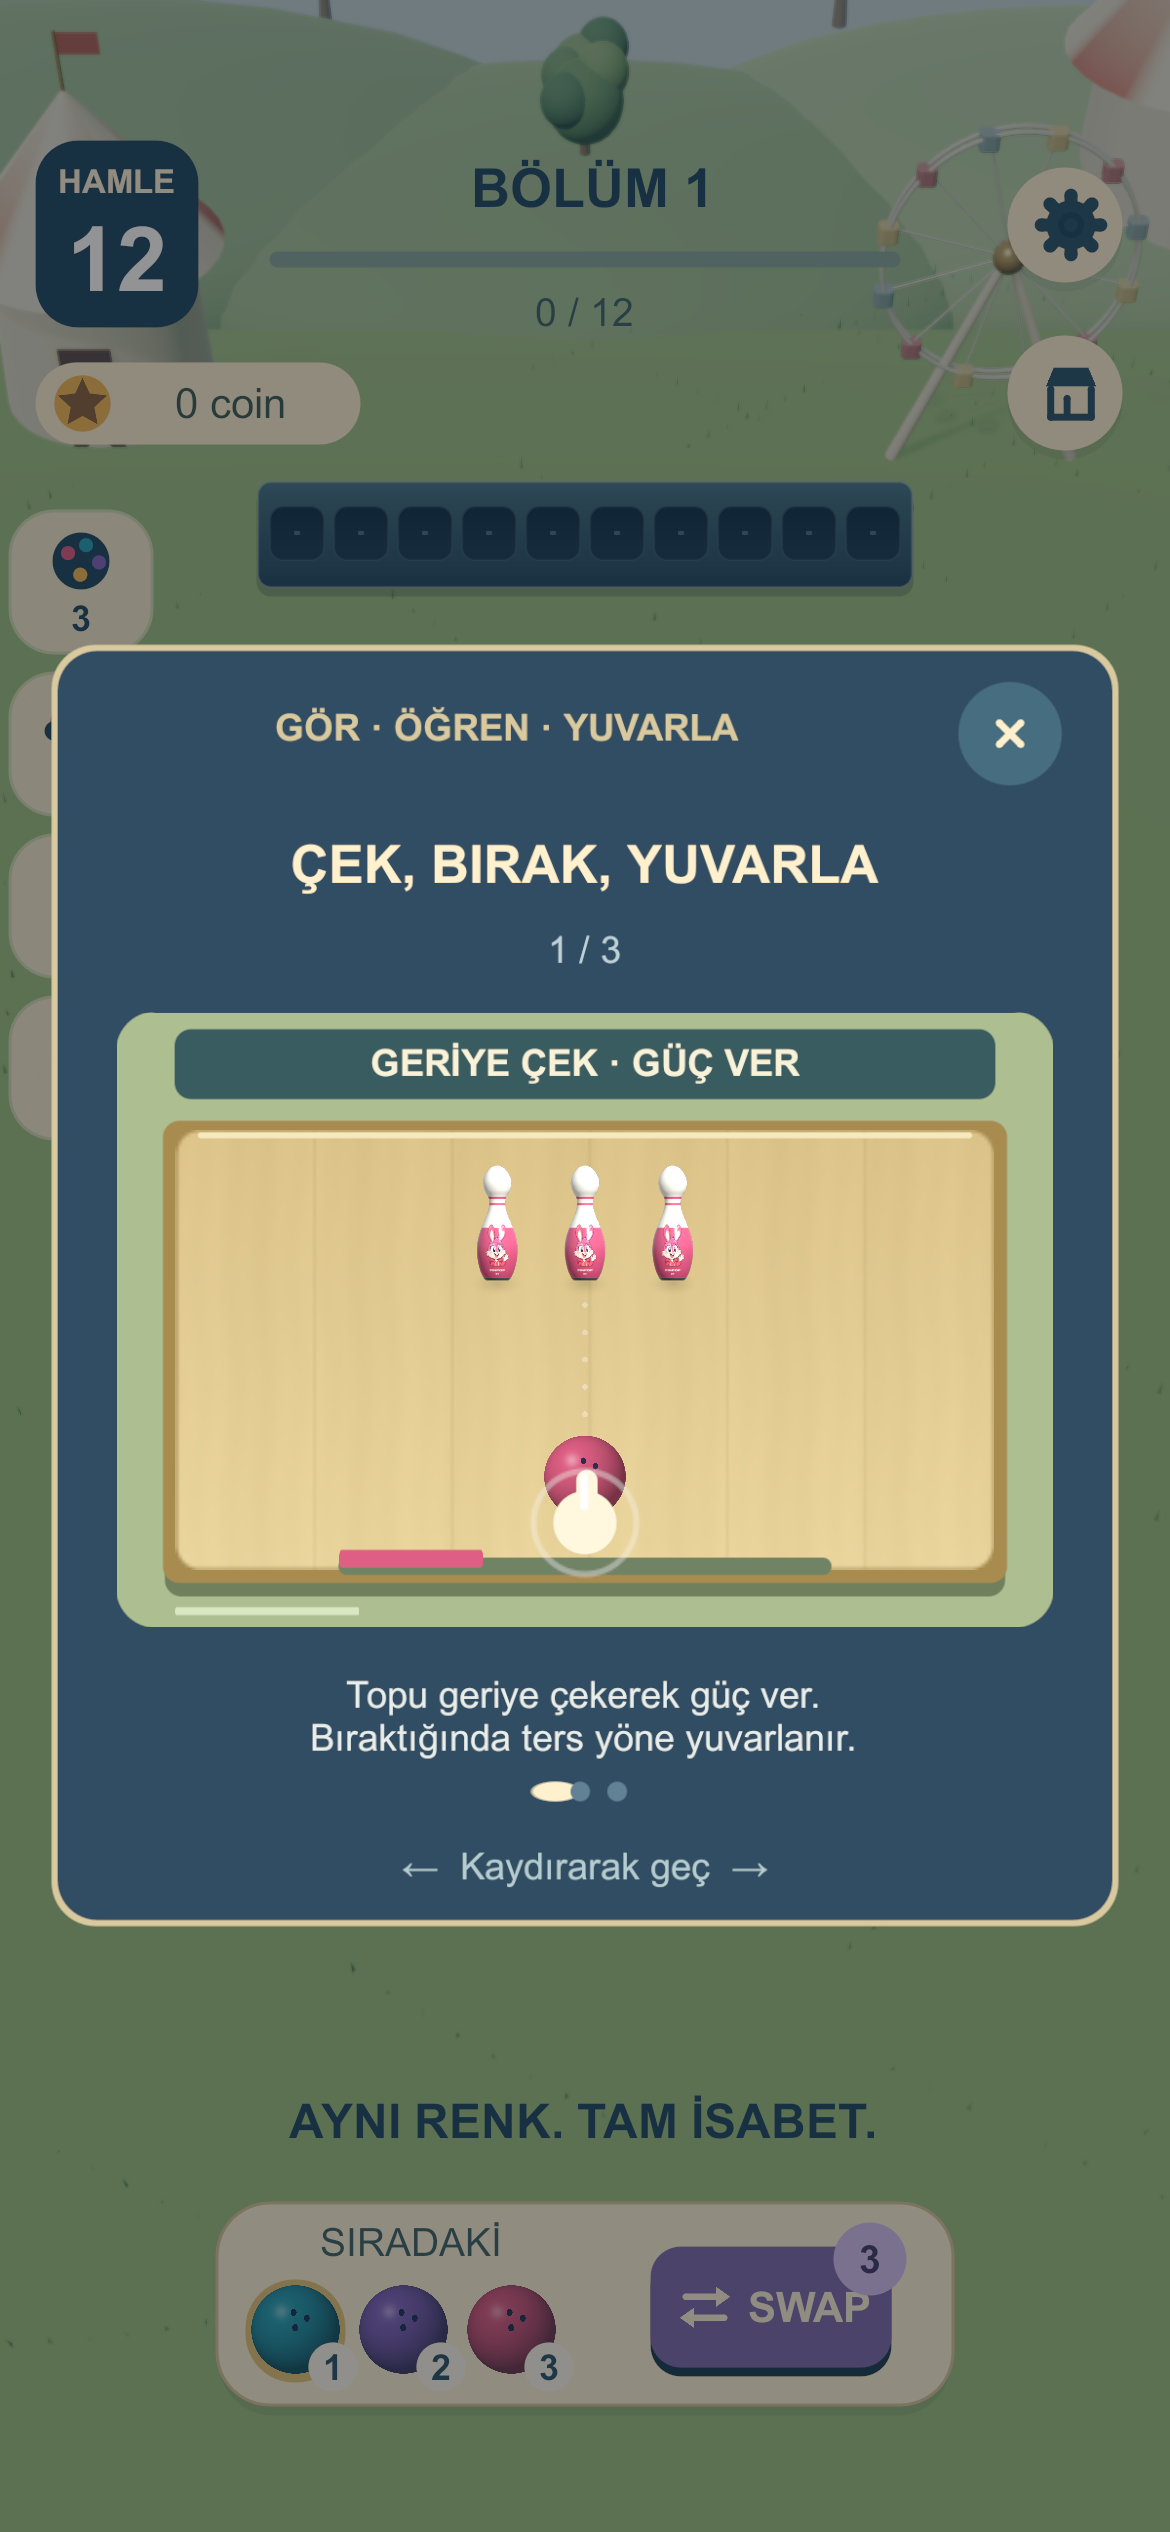 HAMLE
12
BÖLÜM 1
0 / 12
0 coin
3
GÖR · ÖĞREN · YUVARLA
ÇEK, BIRAK, YUVARLA
1 / 3
GERİYE ÇEK · GÜÇ VER
Topu geriye çekerek güç ver.
Bıraktığında ters yöne yuvarlanır.
← Kaydırarak geç →
AYNI RENK. TAM İSABET.
SIRADAKİ
1
2
3
SWAP
3